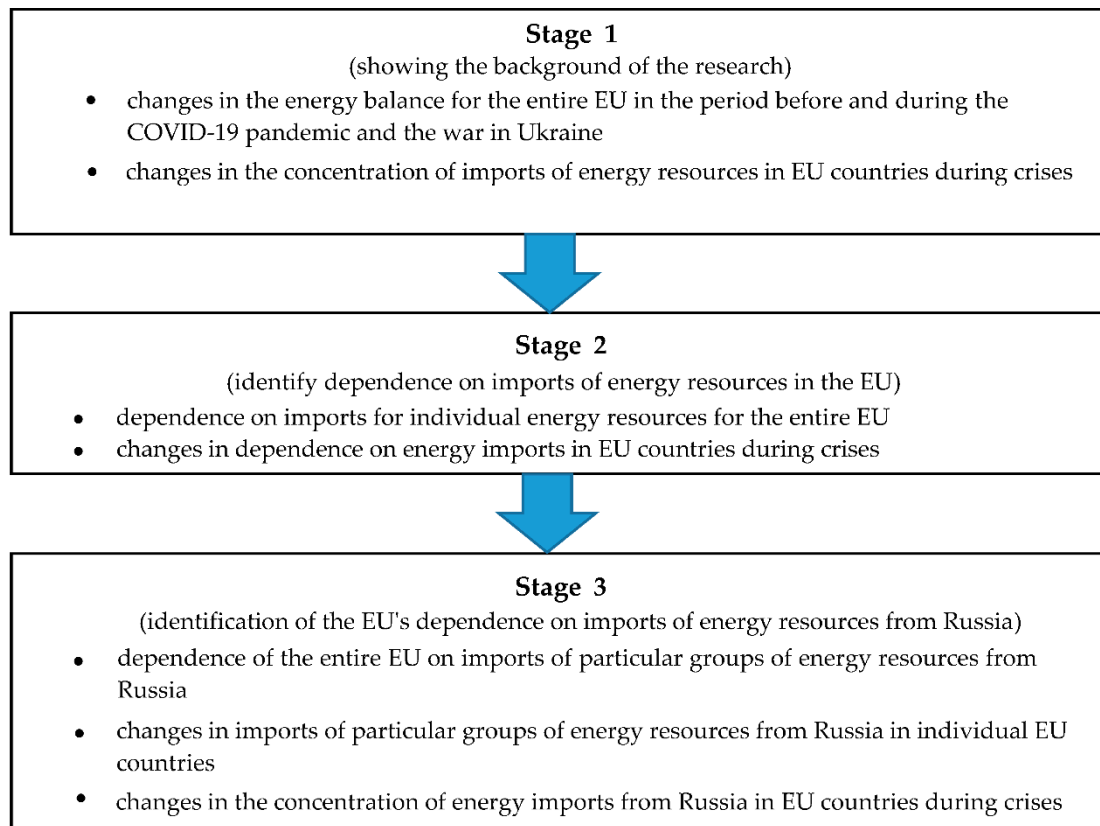 Stage 1
(showing the background of the research)
• changes in the energy balance for the entire EU in the period before and during the
COVID-19 pandemic and the war in Ukraine
• changes in the concentration of imports of energy resources in EU countries during crises
Stage 2
(identify dependence on imports of energy resources in the EU)
• dependence on imports for individual energy resources for the entire EU
• changes in dependence on energy imports in EU countries during crises
Stage 3
(identification of the EU's dependence on imports of energy resources from Russia)
• dependence of the entire EU on imports of particular groups of energy resources from
Russia
• changes in imports of particular groups of energy resources from Russia in individual EU
countries
• changes in the concentration of energy imports from Russia in EU countries during crises